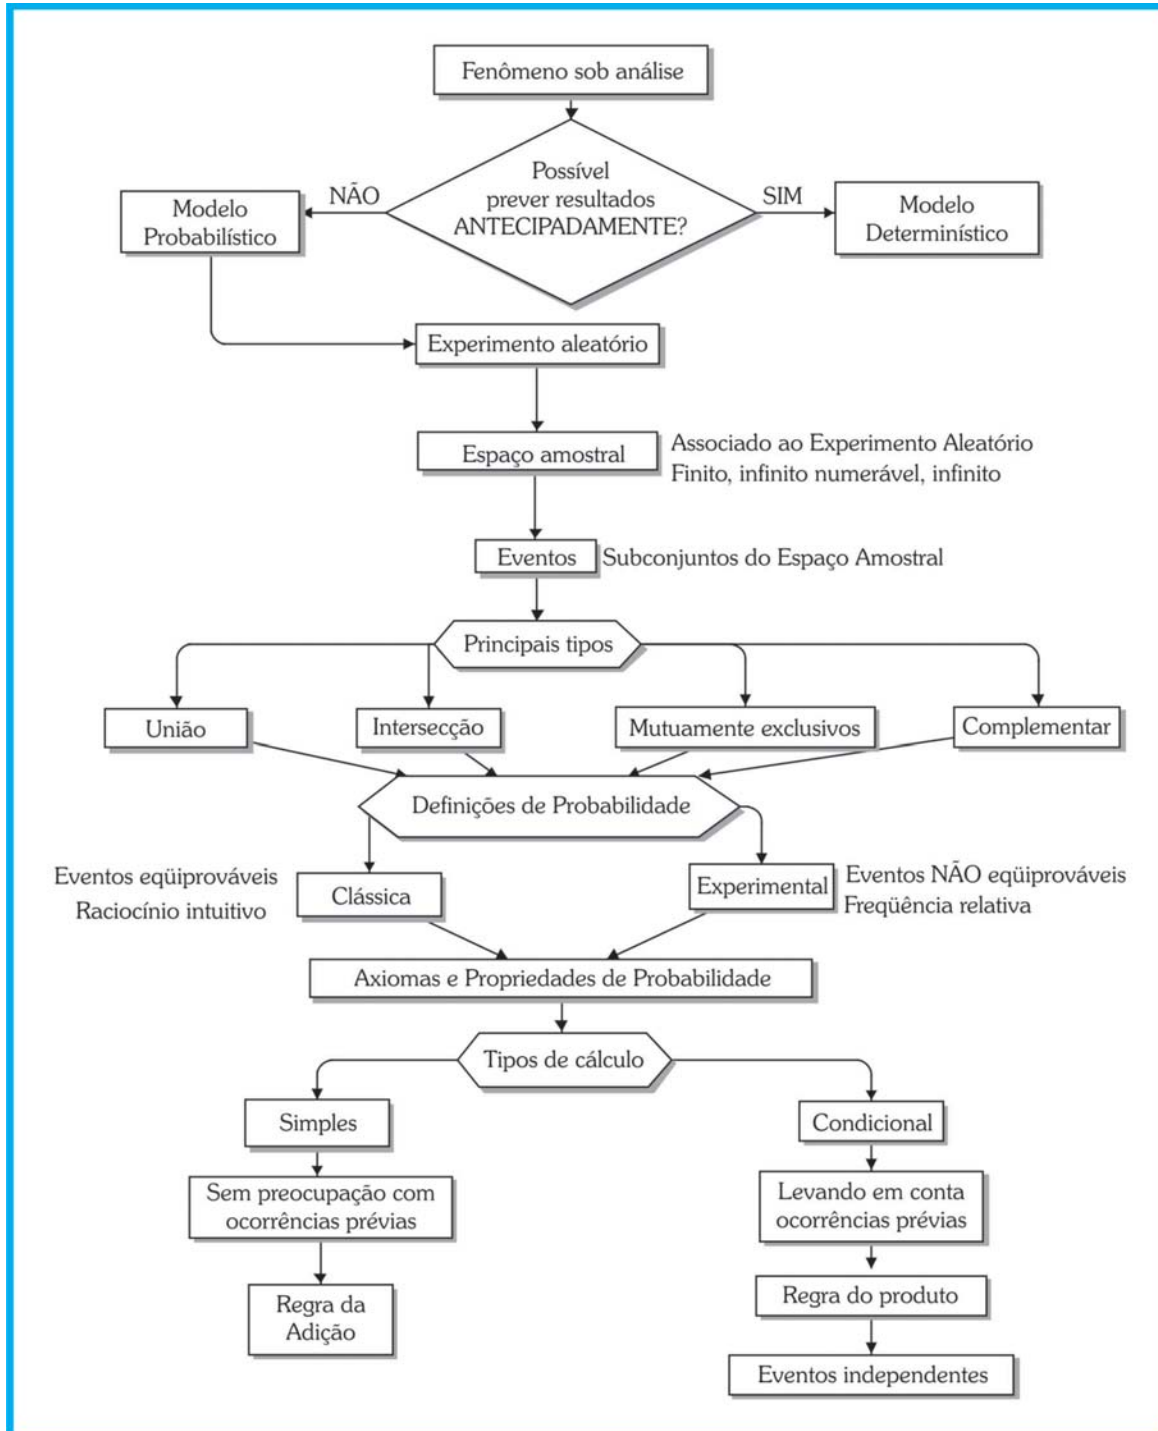 Fenômeno sob análise
Possível
prever resultados
ANTECIPADAMENTE?
NÃO
SIM
Modelo
Probabilístico
Modelo
Determinístico
Experimento aleatório
Espaço amostral
Associado ao Experimento Aleatório
Finito, infinito numerável, infinito
Eventos
Subconjuntos do Espaço Amostral
Principais tipos
União
Intersecção
Mutuamente exclusivos
Complementar
Definições de Probabilidade
Eventos eqüiprováveis
Raciocínio intuitivo
Clássica
Experimental
Eventos NÃO eqüiprováveis
Freqüência relativa
Axiomas e Propriedades de Probabilidade
Tipos de cálculo
Simples
Condicional
Sem preocupação com
ocorrências prévias
Levando em conta
ocorrências prévias
Regra da
Adição
Regra do produto
Eventos independentes